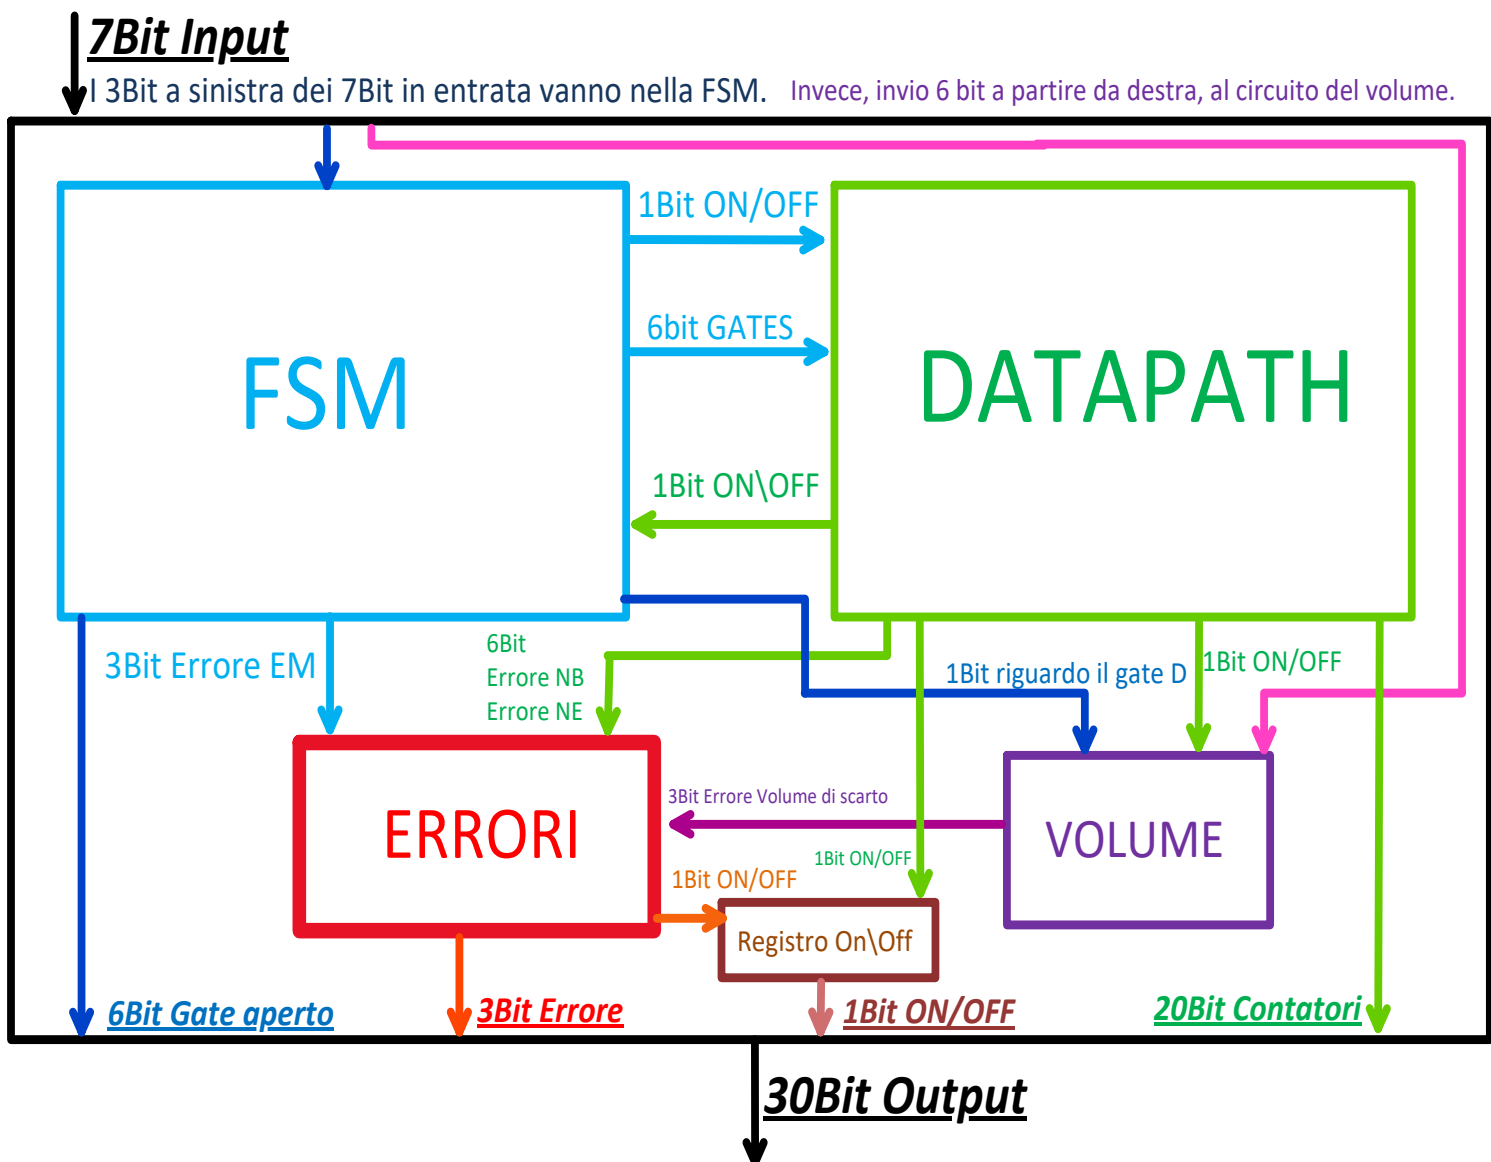 7Bit Input
I 3Bit a sinistra dei 7Bit in entrata vanno nella FSM.
Invece, invio 6 bit a partire da destra, al circuito del volume.
1Bit ON/OFF
6bit GATES
FSM
DATAPATH
1Bit ON\OFF
3Bit Errore EM
6Bit
Errore NB
Errore NE
1Bit riguardo il gate D
1Bit ON/OFF
3Bit Errore Volume di scarto
ERRORI
VOLUME
1Bit ON/OFF
1Bit ON/OFF
Registro On\Off
6Bit Gate aperto
3Bit Errore
1Bit ON/OFF
20Bit Contatori
30Bit Output